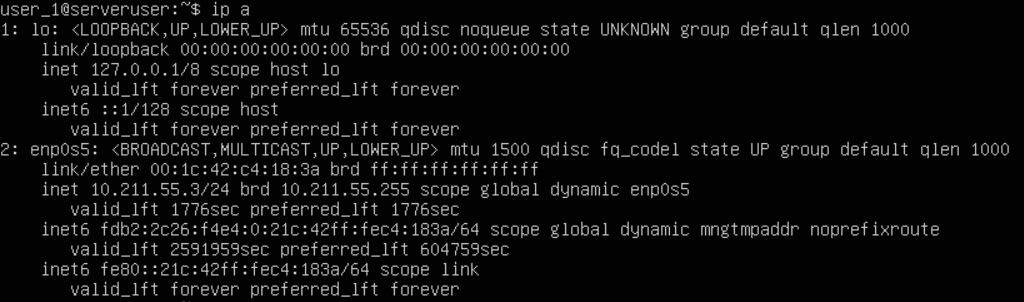 user_1@serveruser:~$ ip a
1: lo: <LOOPBACK,UP,LOWER_UP> mtu 65536 qdisc noqueue state UNKNOWN group default qlen 1000
    link/loopback 00:00:00:00:00:00 brd 00:00:00:00:00:00
    inet 127.0.0.1/8 scope host lo
       valid_lft forever preferred_lft forever
    inet6 ::1/128 scope host
       valid_lft forever preferred_lft forever
2: enp0s5: <BROADCAST,MULTICAST,UP,LOWER_UP> mtu 1500 qdisc fq_codel state UP group default qlen 1000
    link/ether 00:1c:42:c4:18:3a brd ff:ff:ff:ff:ff:ff
    inet 10.211.55.3/24 brd 10.211.55.255 scope global dynamic enp0s5
       valid_lft 1776sec preferred_lft 1776sec
    inet6 fdb2:2c26:f4e4:0:21c:42ff:fec4:183a/64 scope global dynamic mngtmpaddr noprefixroute
       valid_lft 2591959sec preferred_lft 604759sec
    inet6 fe80::21c:42ff:fec4:183a/64 scope link
       valid_lft forever preferred_lft forever